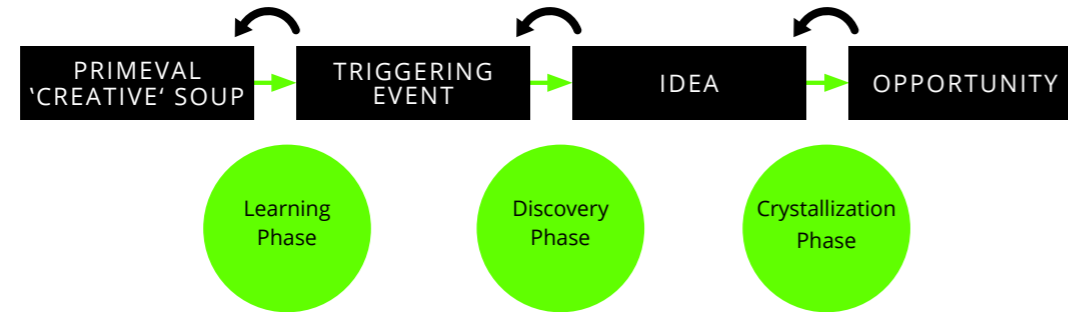 PRIMEVAL
‘CREATIVE‘ SOUP
TRIGGERING
EVENT
IDEA
OPPORTUNITY
Learning
Phase
Discovery
Phase
Crystallization
Phase